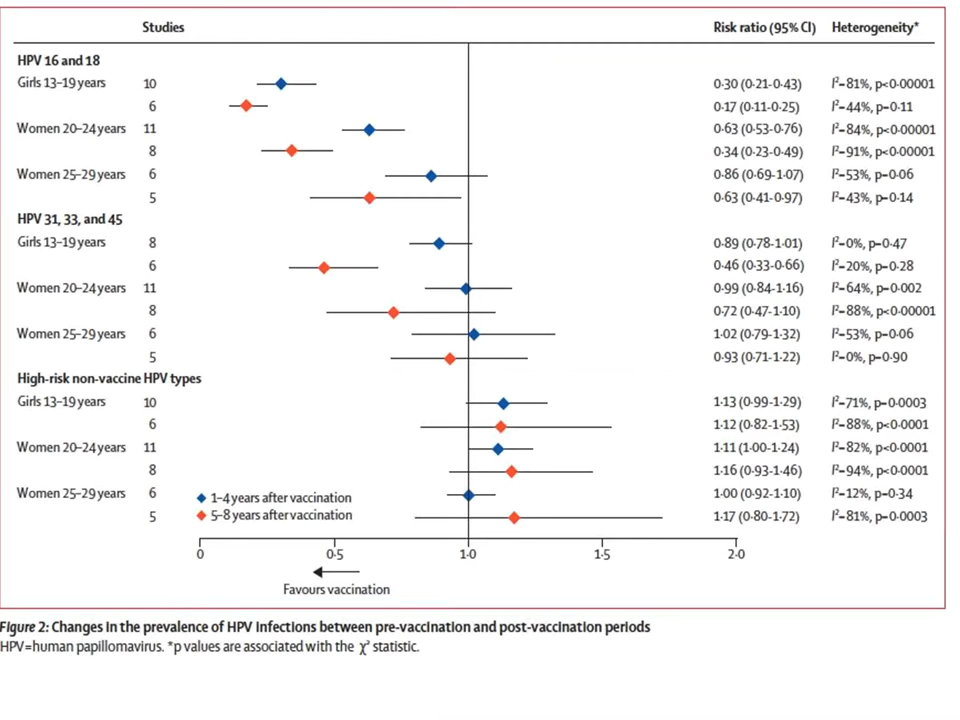 Studies Risk ratio (95% CI) Heterogeneity*
HPV 16 and 18
Girls 13–19 years 10 0·30 (0·21-0·43) I²=81%, p<0·00001
6 0·17 (0·11-0·25) I²=44%, p=0·11
Women 20–24 years 11 0·63 (0·53-0·76) I²=84%, p<0·00001
8 0·34 (0·23-0·49) I²=91%, p<0·00001
Women 25–29 years 6 0·86 (0·69-1·07) I²=53%, p=0·06
5 0·63 (0·41-0·97) I²=43%, p=0·14
HPV 31, 33, and 45
Girls 13–19 years 8 0·89 (0·78-1·01) I²=0%, p=0·47
6 0·46 (0·33-0·66) I²=20%, p=0·28
Women 20–24 years 11 0·99 (0·84-1·16) I²=64%, p=0·002
8 0·72 (0·47-1·10) I²=88%, p<0·00001
Women 25–29 years 6 1·02 (0·79-1·32) I²=53%, p=0·06
5 0·93 (0·71-1·22) I²=0%, p=0·90
High-risk non-vaccine HPV types
Girls 13–19 years 10 1·13 (0·99-1·29) I²=71%, p=0·0003
6 1·12 (0·82-1·53) I²=88%, p<0·0001
Women 20–24 years 11 1·11 (1·00-1·24) I²=82%, p<0·0001
8 1·16 (0·93-1·46) I²=94%, p<0·0001
Women 25–29 years 6 1·00 (0·92-1·10) I²=12%, p=0·34
5 1·17 (0·80-1·72) I²=81%, p=0·0003
1–4 years after vaccination
5–8 years after vaccination
0 0·5 1·0 1·5 2·0
Favours vaccination
Figure 2: Changes in the prevalence of HPV infections between pre-vaccination and post-vaccination periods
HPV=human papillomavirus. *p values are associated with the χ² statistic.